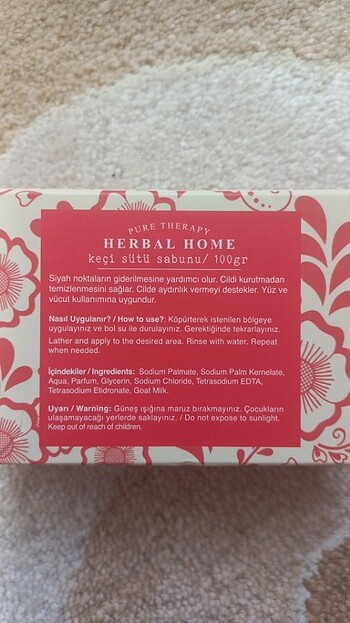 PURE THERAPY
HERBAL HOME
keçi sütü sabunu/ 100gr
Siyah noktaların giderilmesine yardımcı olur. Cildi kurutmadan
temizlenmesini sağlar. Cilde aydınlık vermeyi destekler. Yüz ve
vücut kullanımına uygundur.
Nasıl Uygulanır? / How to use?: Köpürterek istenilen bölgeye
uygulayınız ve bol su ile durulayınız. Gerektiğinde tekrarlayınız.
Lather and apply to the desired area. Rinse with water. Repeat
when needed.
İçindekiler / Ingredients: Sodium Palmate, Sodium Palm Kernelate,
Aqua, Parfum, Glycerin, Sodium Chloride, Tetrasodium EDTA,
Tetrasodium Etidronate, Goat Milk.
Uyarı / Warning: Güneş ışığına maruz bırakmayınız. Çocukların
ulaşamayacağı yerlerde saklayınız. / Do not expose to sunlight.
Keep out of reach of children.